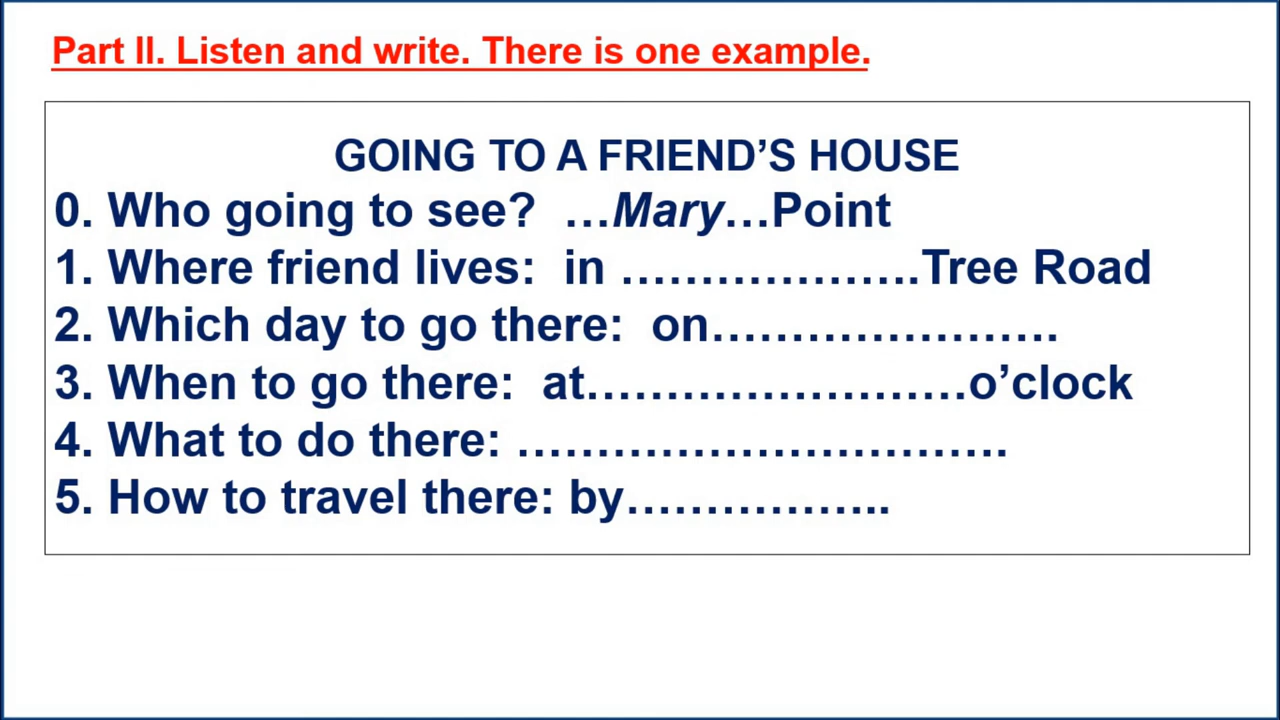 Part II. Listen and write. There is one example.
GOING TO A FRIEND’S HOUSE
0. Who going to see?  …Mary…Point
1. Where friend lives:  in ……………….Tree Road
2. Which day to go there:  on………………….
3. When to go there:  at……………………o’clock
4. What to do there: ………………………….
5. How to travel there: by……………..